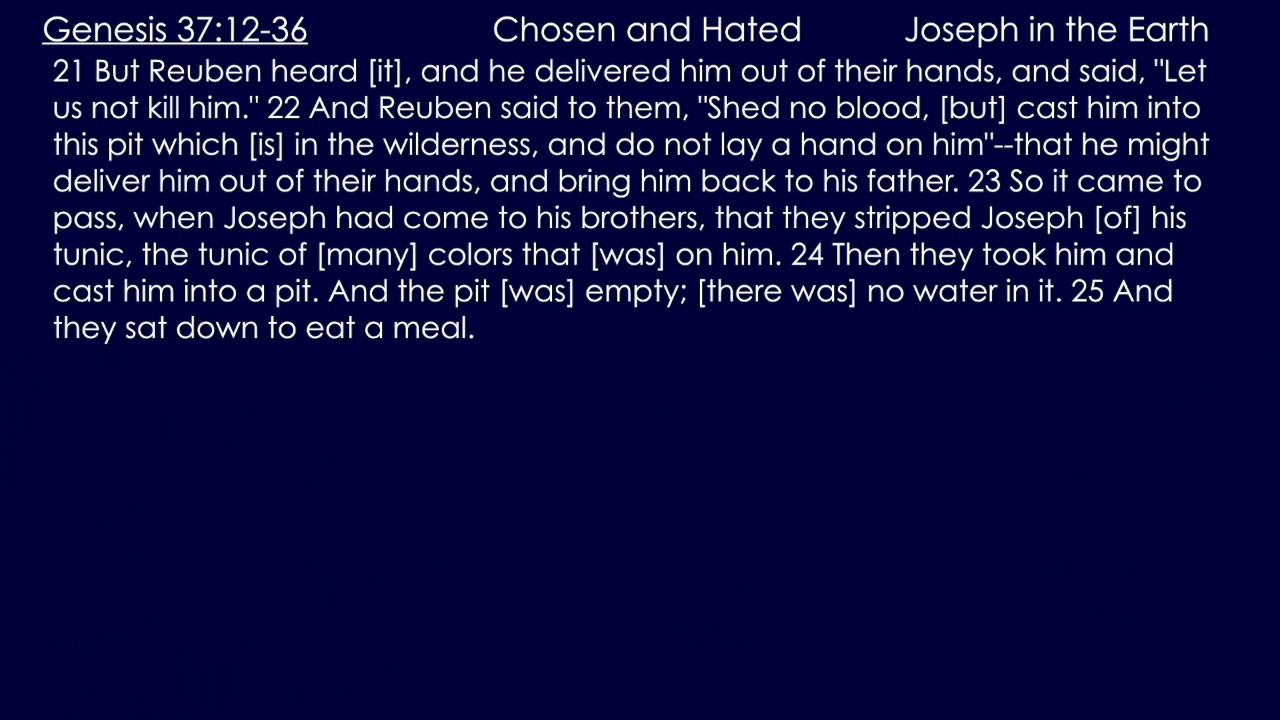 Genesis 37:12-36 Chosen and Hated Joseph in the Earth
21 But Reuben heard [it], and he delivered him out of their hands, and said, "Let
us not kill him." 22 And Reuben said to them, "Shed no blood, [but] cast him into
this pit which [is] in the wilderness, and do not lay a hand on him"--that he might
deliver him out of their hands, and bring him back to his father. 23 So it came to
pass, when Joseph had come to his brothers, that they stripped Joseph [of] his
tunic, the tunic of [many] colors that [was] on him. 24 Then they took him and
cast him into a pit. And the pit [was] empty; [there was] no water in it. 25 And
they sat down to eat a meal.